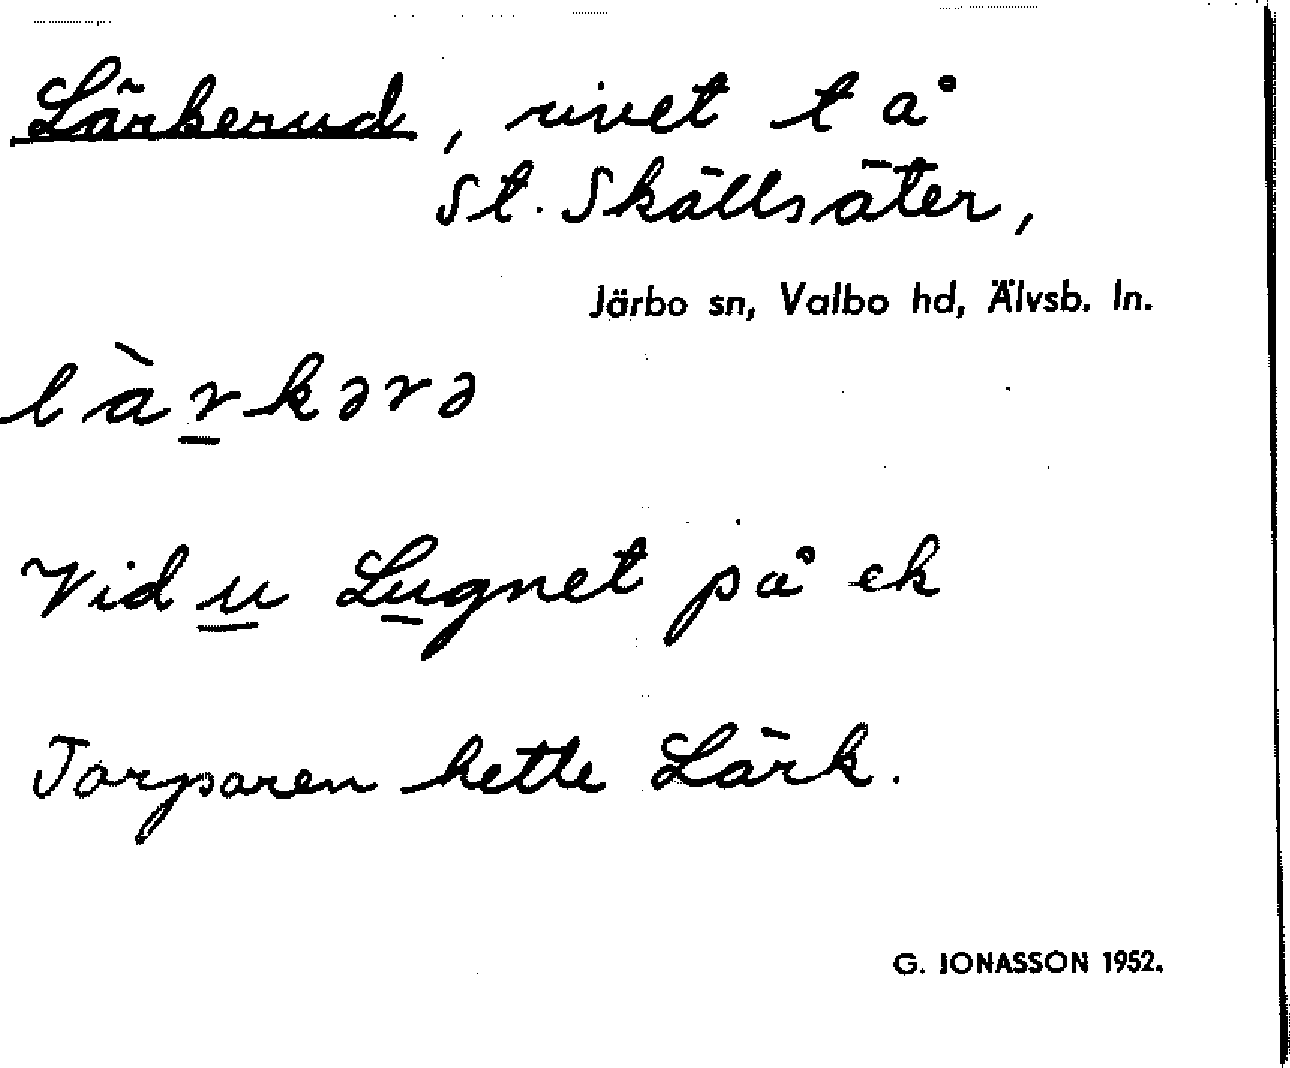 Lärkerud, rivet t å
St. Skällsäter,
Järbo sn, Valbo hd, Älvsb. ln.
làrkərə
Vid u Lugnet på ek
Torparen hette Lärk.
G. IONASSON 1952.